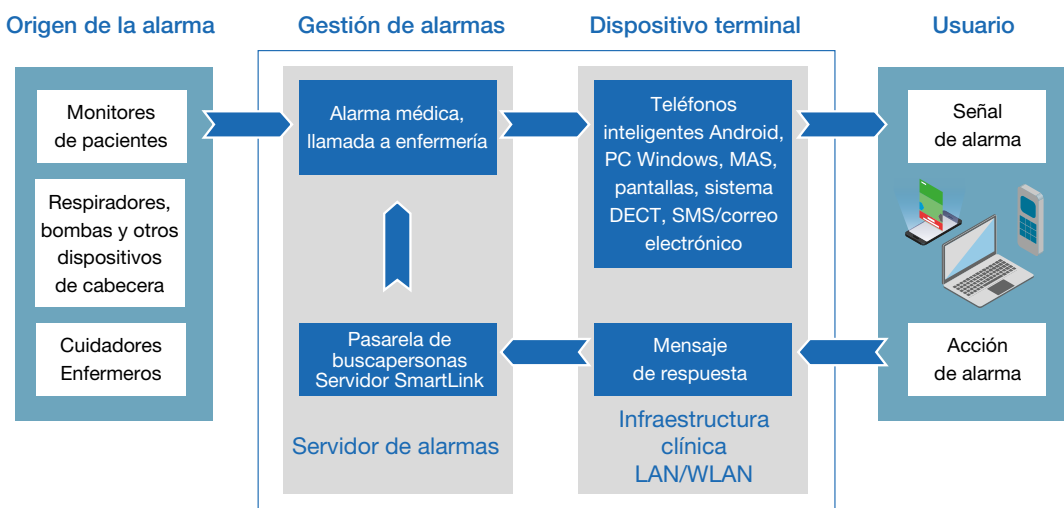 Origen de la alarma
Gestión de alarmas
Dispositivo terminal
Usuario
Monitores
de pacientes
Respiradores,
bombas y otros
dispositivos
de cabecera
Cuidadores
Enfermeros
Alarma médica,
llamada a enfermería
Pasarela de
buscapersonas
Servidor SmartLink
Servidor de alarmas
Teléfonos
inteligentes Android,
PC Windows, MAS,
pantallas, sistema
DECT, SMS/correo
electrónico
Mensaje
de respuesta
Infraestructura
clínica
LAN/WLAN
Señal
de alarma
Acción
de alarma